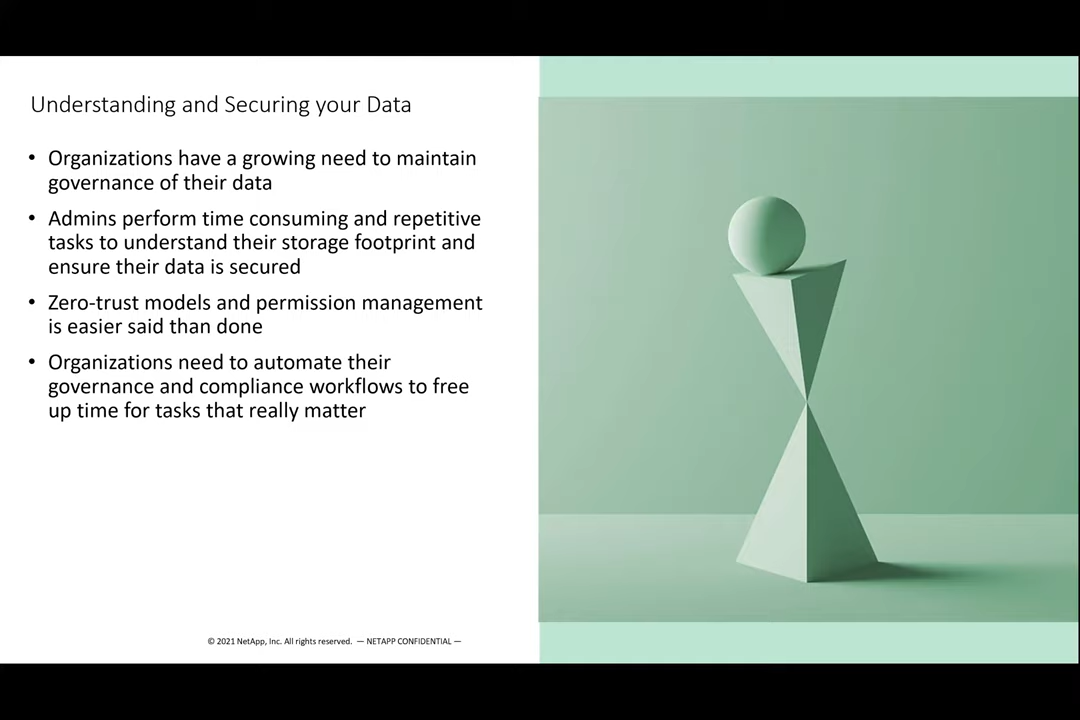 Understanding and Securing your Data
• Organizations have a growing need to maintain
governance of their data
• Admins perform time consuming and repetitive
tasks to understand their storage footprint and
ensure their data is secured
• Zero-trust models and permission management
is easier said than done
• Organizations need to automate their
governance and compliance workflows to free
up time for tasks that really matter
© 2021 NetApp, Inc. All rights reserved. — NETAPP CONFIDENTIAL —